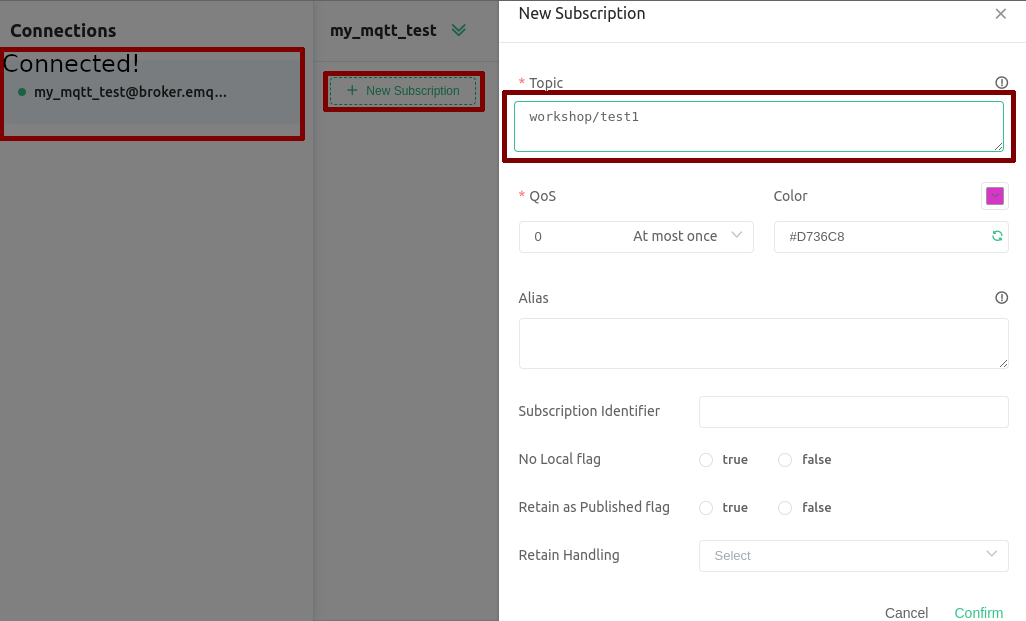 Connections
Connected!
my_mqtt_test@broker.emq...
my_mqtt_test
+ New Subscription
New Subscription
* Topic
workshop/test1
* QoS
Color
0 At most once
#D736C8
Alias
Subscription Identifier
No Local flag true false
Retain as Published flag true false
Retain Handling Select
Cancel Confirm